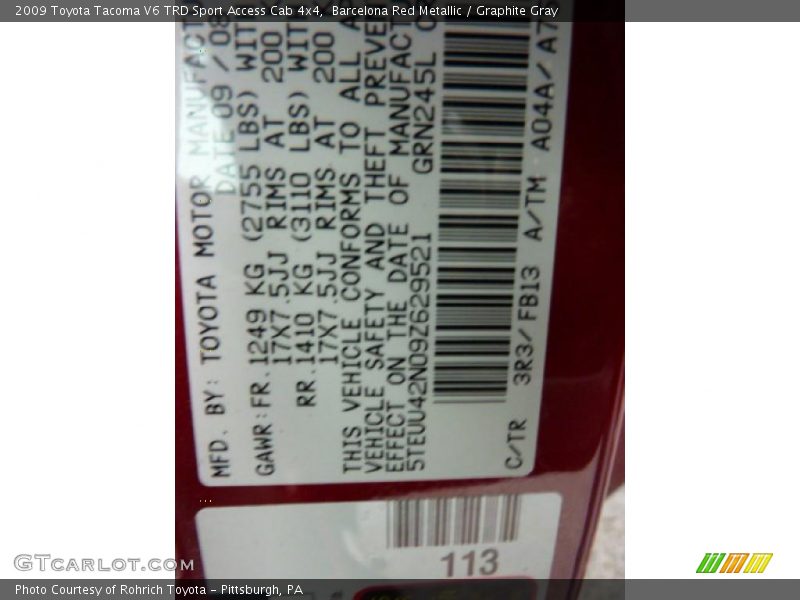 2009 Toyota Tacoma V6 TRD Sport Access Cab 4x4, Barcelona Red Metallic / Graphite Gray
MFD. BY: TOYOTA MOTOR MANUFACT
DATE 09 / 08
GAWR: FR. 1249 KG (2755 LBS) WIT
17X7.5JJ RIMS AT 200
RR. 1410 KG (3110 LBS) WITH
17X7.5JJ RIMS AT 200
THIS VEHICLE CONFORMS TO ALL A
VEHICLE SAFETY AND THEFT PREVE
EFFECT ON THE DATE OF MANUFACT
5TEUU42N09Z629521 GRN245L
C/TR 3R3/ FB13 A/TM A04A/ A7
113
GTCARLOT.COM
Photo Courtesy of Rohrich Toyota - Pittsburgh, PA